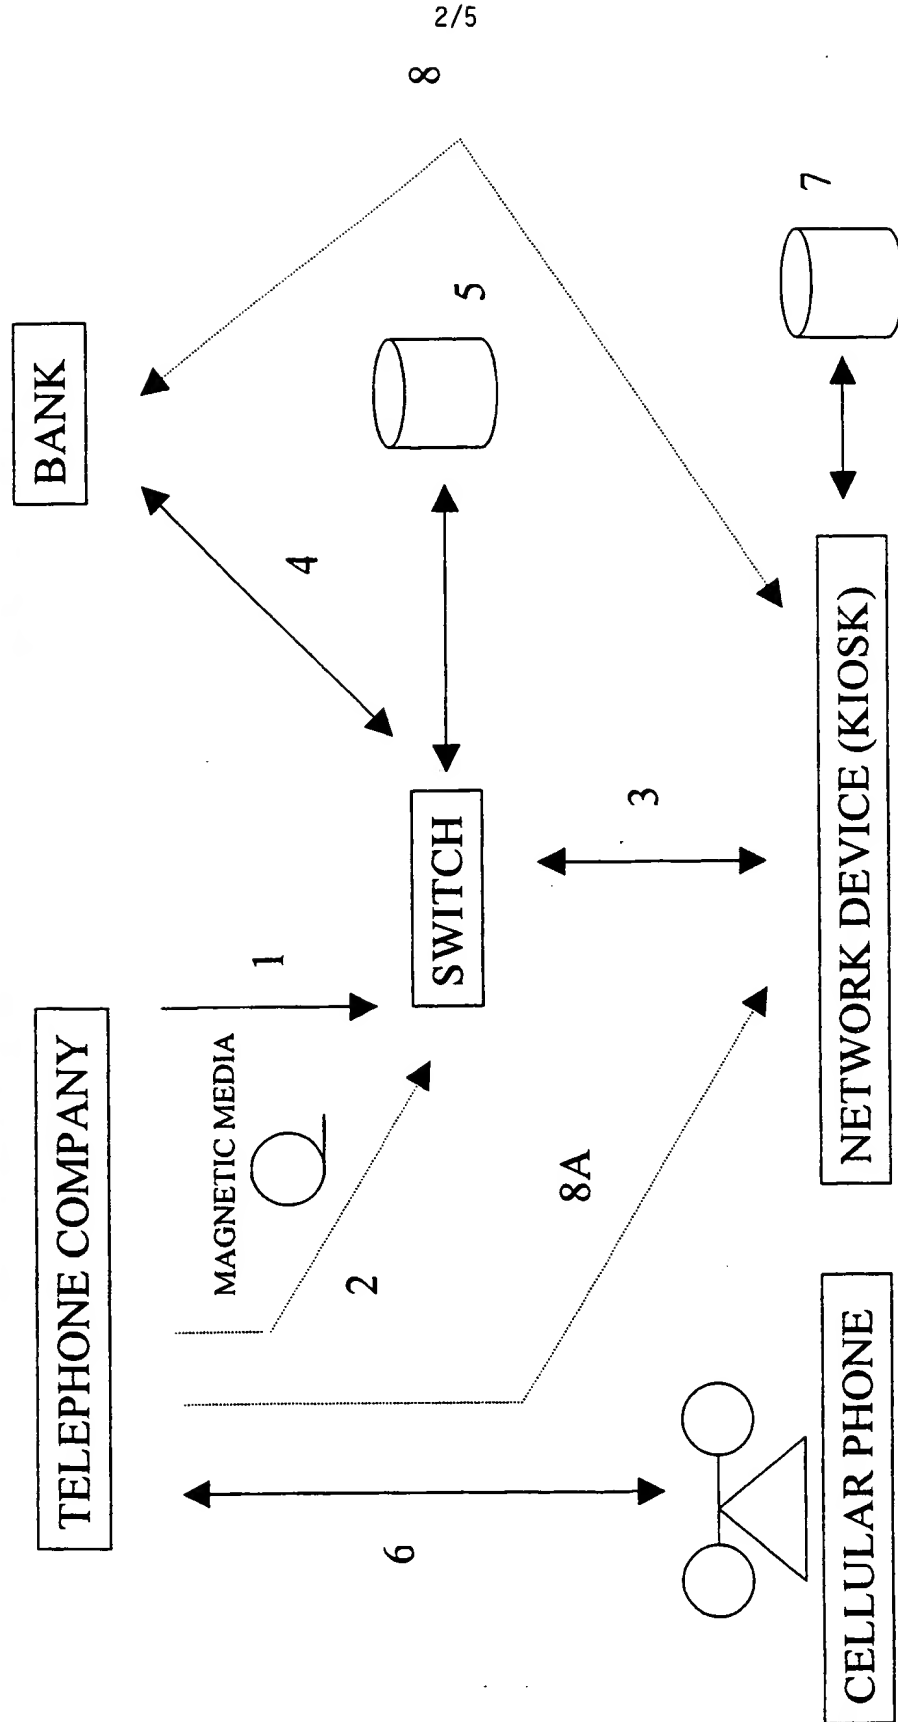 2/5
TELEPHONE COMPANY
BANK
MAGNETIC MEDIA
1
2
4
8
SWITCH
5
6
8A
3
7
CELLULAR PHONE
NETWORK DEVICE (KIOSK)